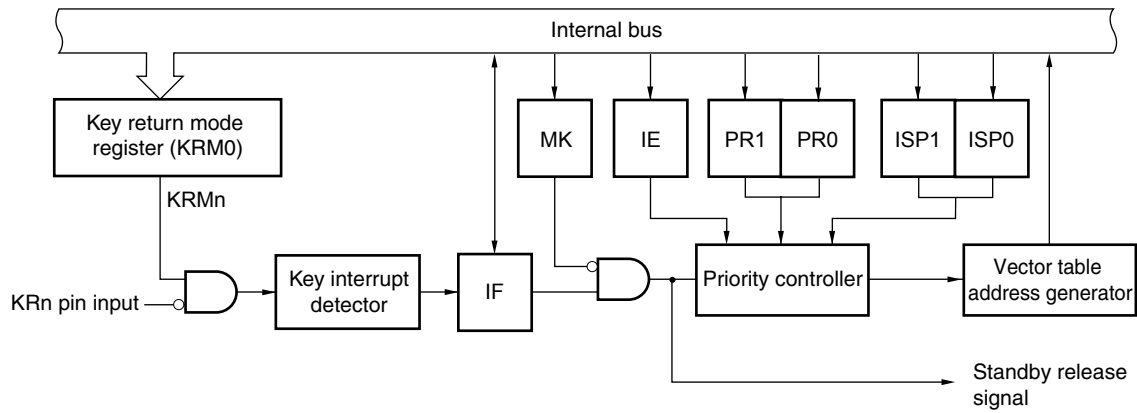 Internal bus
Key return mode
register (KRM0)
MK
IE
PR1
PR0
ISP1
ISP0
KRMn
KRn pin input
Key interrupt
detector
IF
Priority controller
Vector table
address generator
Standby release
signal